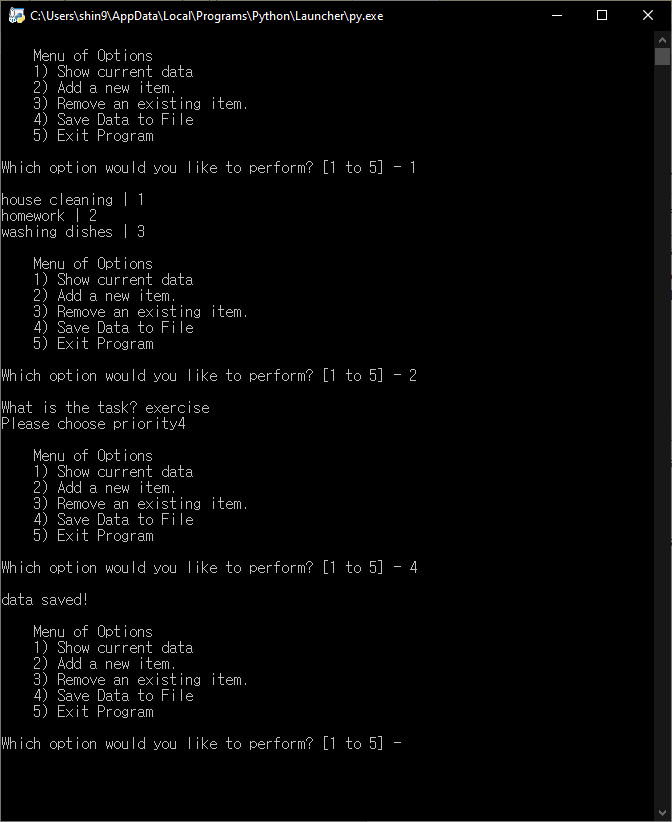 C:\Users\shin9\AppData\Local\Programs\Python\Launcher\py.exe
Menu of Options
1) Show current data
2) Add a new item.
3) Remove an existing item.
4) Save Data to File
5) Exit Program
Which option would you like to perform? [1 to 5] - 1
house cleaning | 1
homework | 2
washing dishes | 3
Menu of Options
1) Show current data
2) Add a new item.
3) Remove an existing item.
4) Save Data to File
5) Exit Program
Which option would you like to perform? [1 to 5] - 2
What is the task? exercise
Please choose priority4
Menu of Options
1) Show current data
2) Add a new item.
3) Remove an existing item.
4) Save Data to File
5) Exit Program
Which option would you like to perform? [1 to 5] - 4
data saved!
Menu of Options
1) Show current data
2) Add a new item.
3) Remove an existing item.
4) Save Data to File
5) Exit Program
Which option would you like to perform? [1 to 5] -